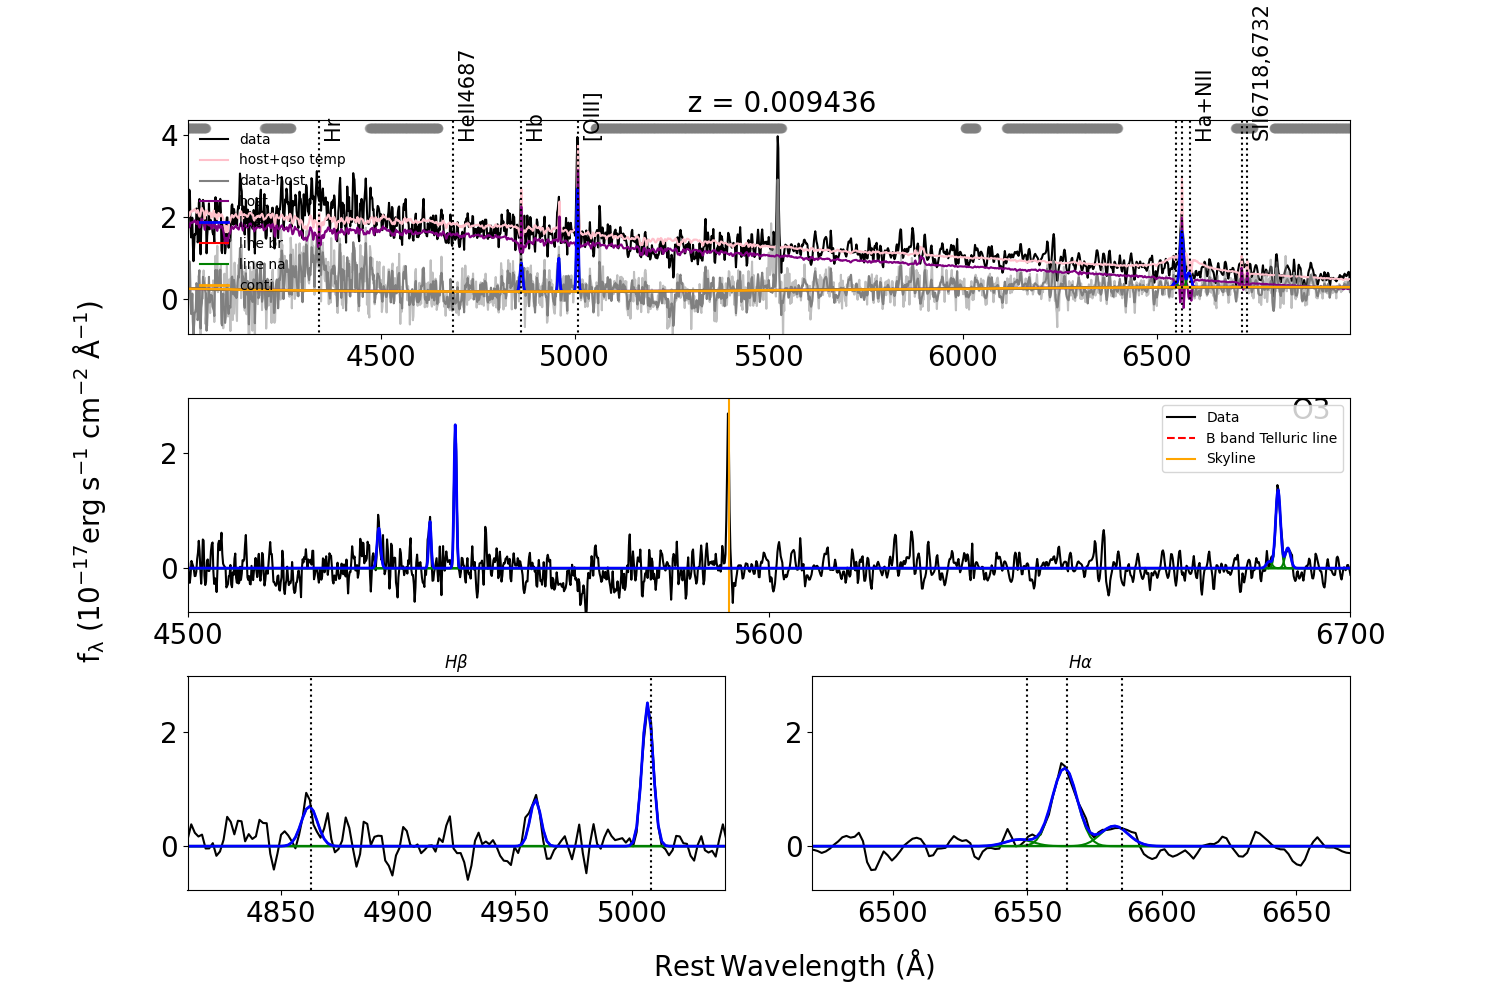 z = 0.009436
Hr
HeII4687
Hb
[OIII]
Ha+NII
SII6718,6732
data
host+qso temp
data-host
line br
line na
conti
4
2
0
4500
5000
5500
6000
6500
O3
Data
B band Telluric line
Skyline
2
0
4500
5600
6700
fλ (10⁻¹⁷erg s⁻¹ cm⁻² Å⁻¹)
Hβ
2
0
4850
4900
4950
5000
Hα
2
0
6500
6550
6600
6650
Rest Wavelength (Å)